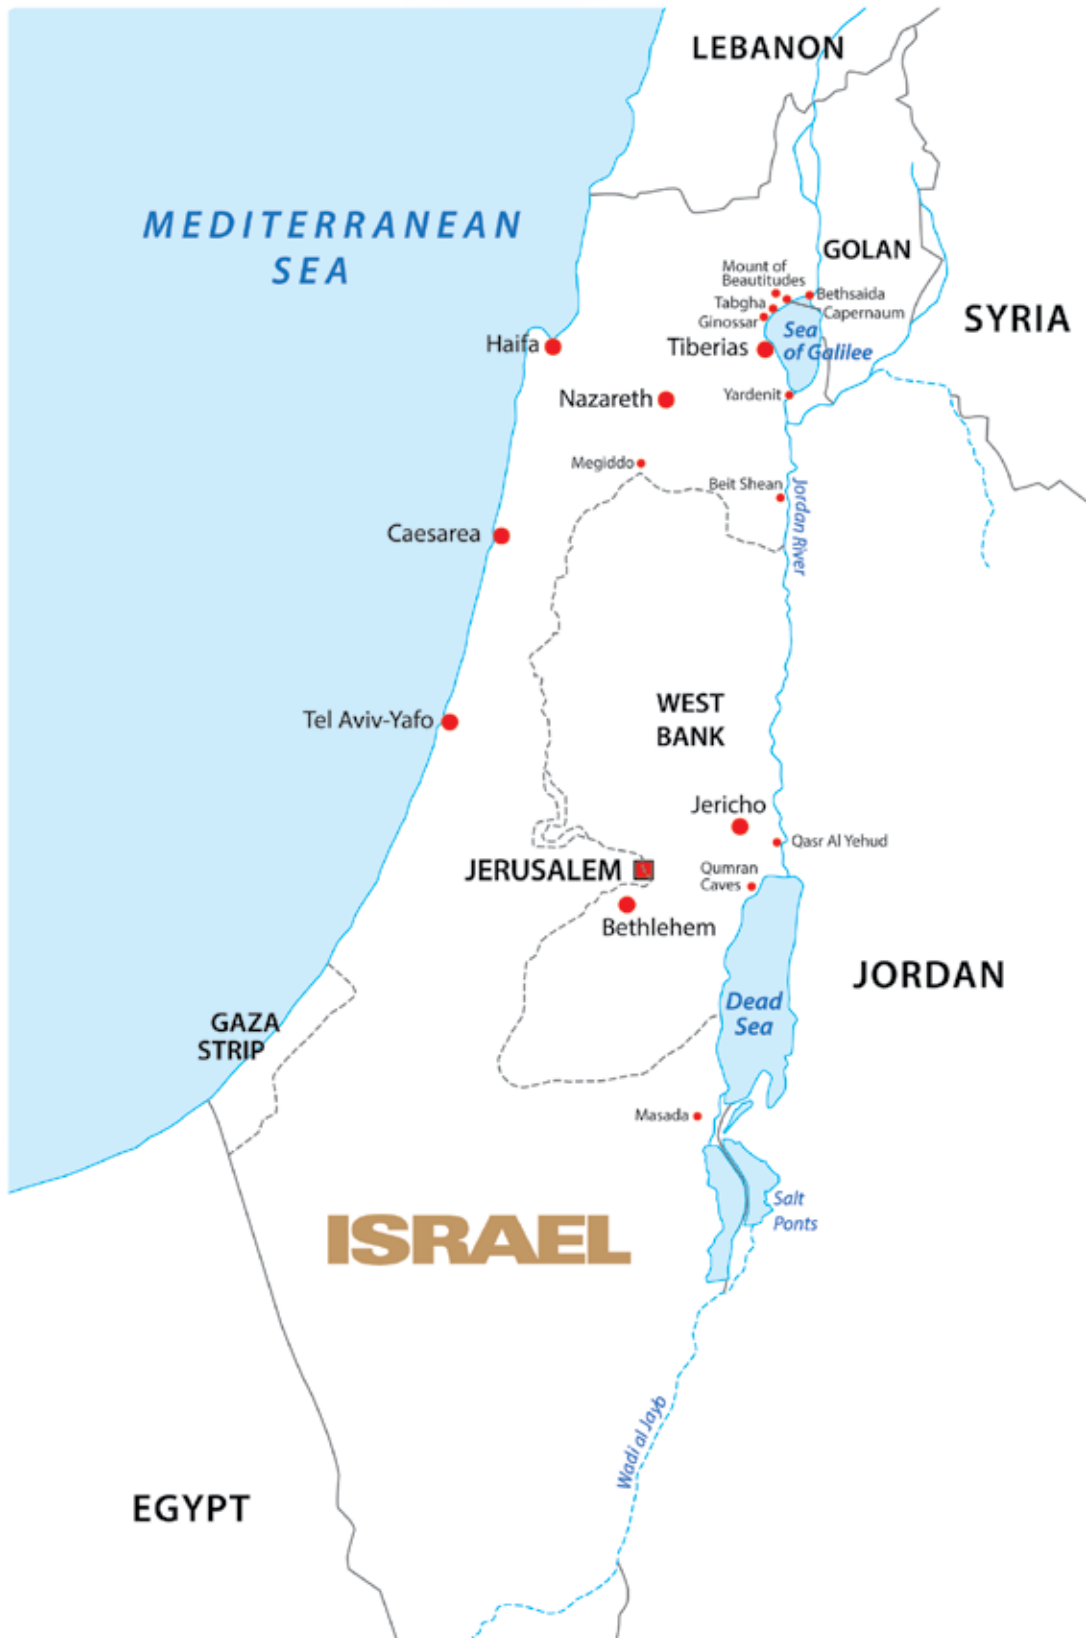 LEBANON
MEDITERRANEAN
SEA
GOLAN
Mount of
Beautitudes
Bethsaida
Tabgha
Capernaum
Ginossar
SYRIA
Sea
of Galilee
Haifa
Tiberias
Nazareth
Yardenit
Megiddo
Beit Shean
Jordan River
Caesarea
WEST
BANK
Tel Aviv-Yafo
Jericho
Qasr Al Yehud
JERUSALEM
Qumran
Caves
Bethlehem
JORDAN
Dead
Sea
GAZA
STRIP
Masada
Salt
Ponts
ISRAEL
Wadi al Jayb
EGYPT